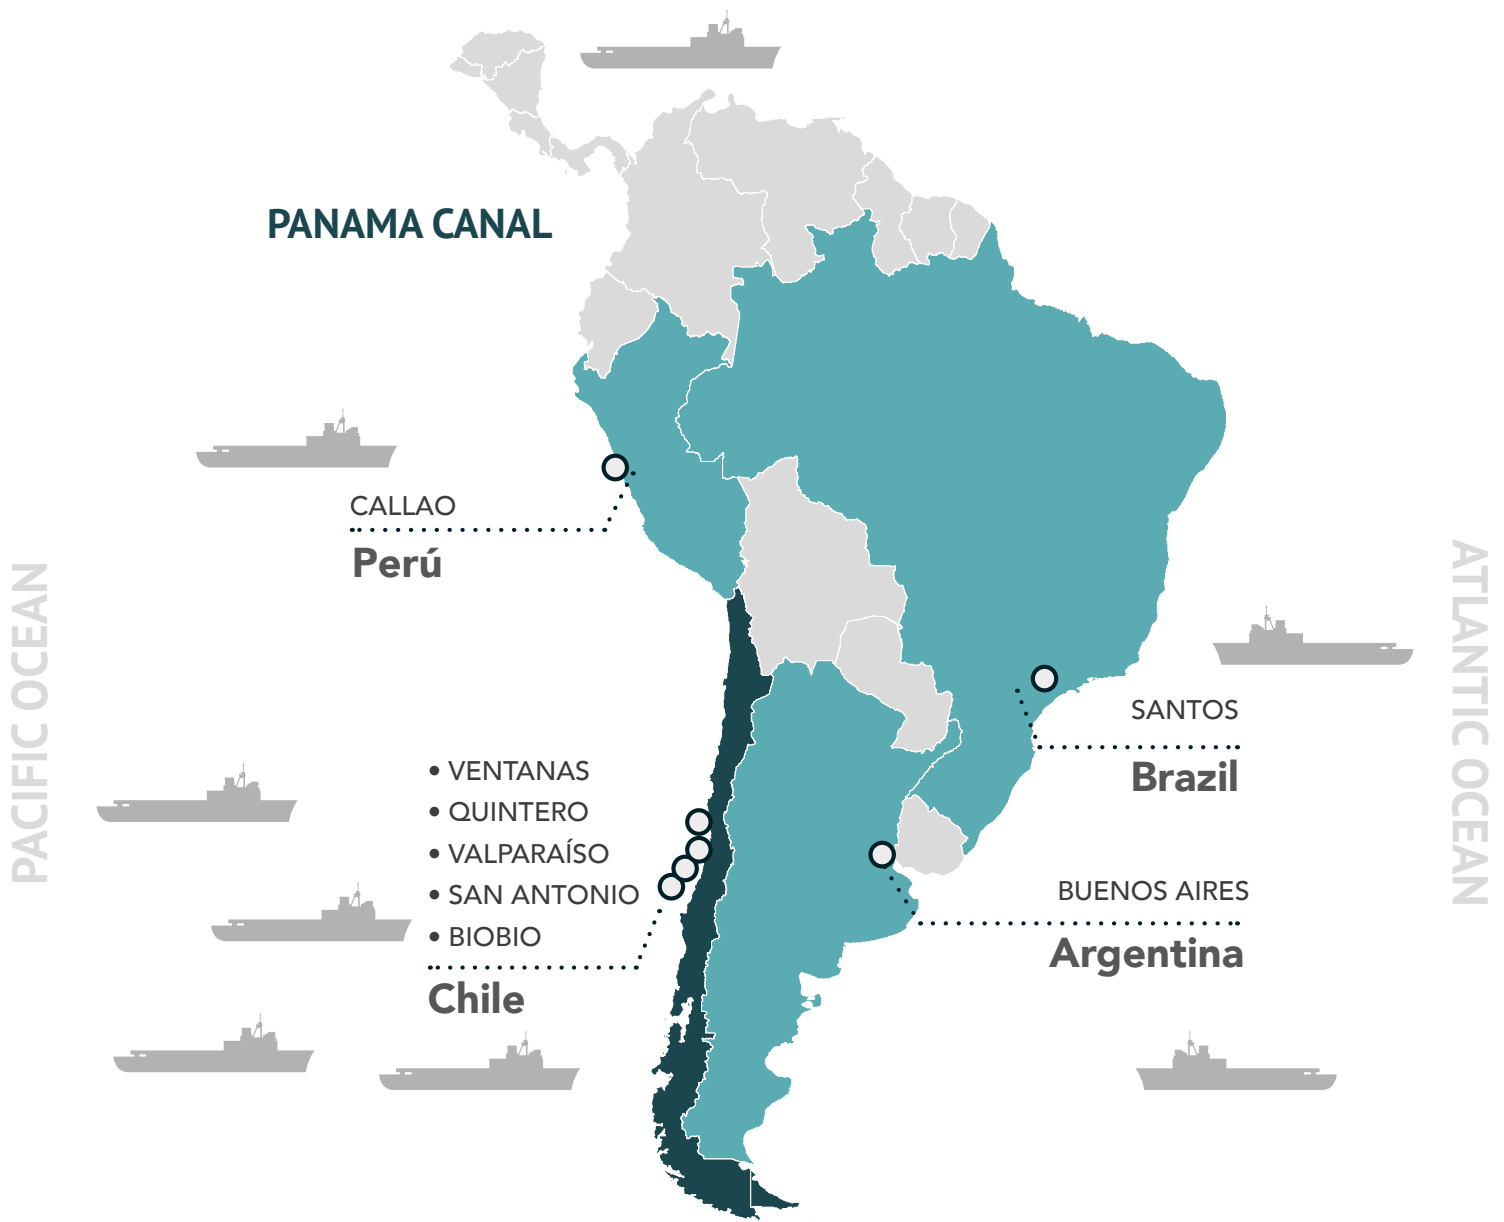 PANAMA CANAL
CALLAO
Perú
PACIFIC OCEAN
ATLANTIC OCEAN
SANTOS
Brazil
• VENTANAS
• QUINTERO
• VALPARAÍSO
• SAN ANTONIO
• BIOBIO
Chile
BUENOS AIRES
Argentina